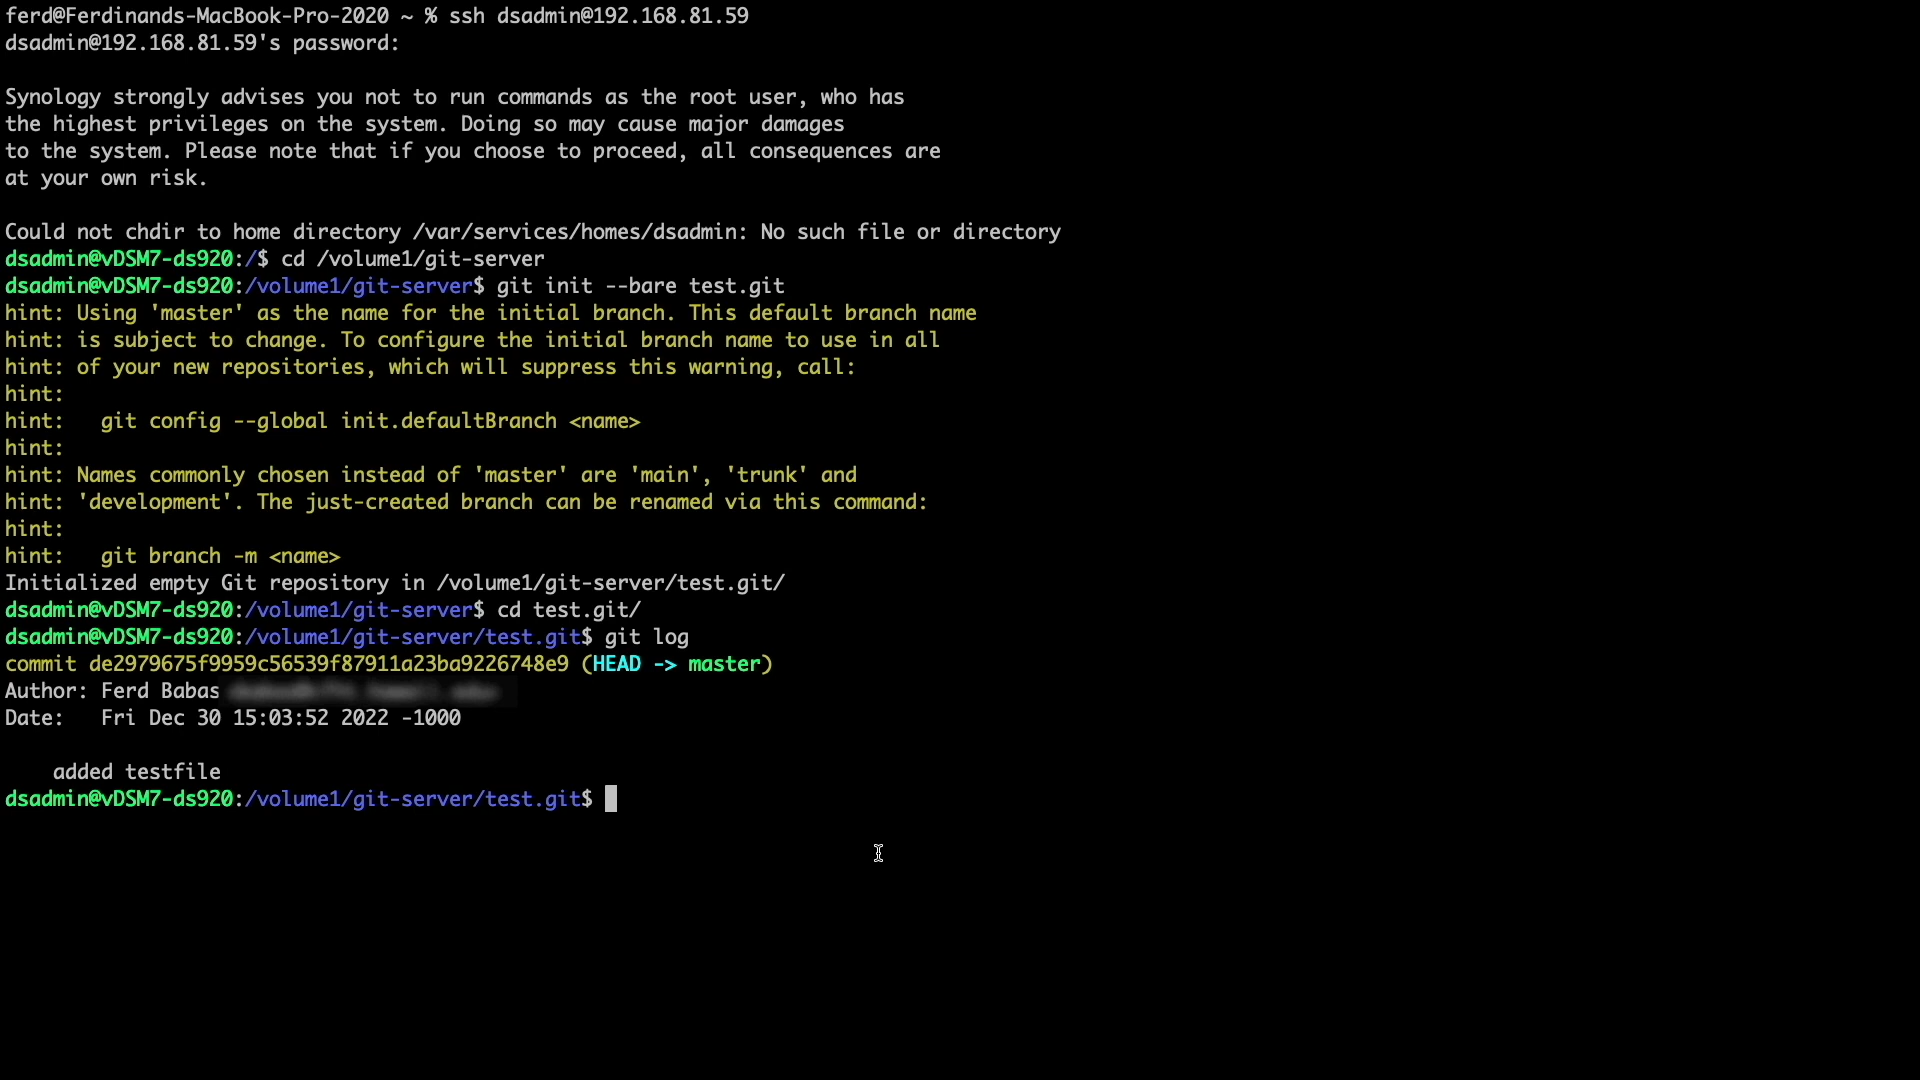 ferd@Ferdinands-MacBook-Pro-2020 ~ % ssh dsadmin@192.168.81.59
dsadmin@192.168.81.59's password:
Synology strongly advises you not to run commands as the root user, who has
the highest privileges on the system. Doing so may cause major damages
to the system. Please note that if you choose to proceed, all consequences are
at your own risk.
Could not chdir to home directory /var/services/homes/dsadmin: No such file or directory
dsadmin@vDSM7-ds920:/$ cd /volume1/git-server
dsadmin@vDSM7-ds920:/volume1/git-server$ git init --bare test.git
hint: Using 'master' as the name for the initial branch. This default branch name
hint: is subject to change. To configure the initial branch name to use in all
hint: of your new repositories, which will suppress this warning, call:
hint:
hint:   git config --global init.defaultBranch <name>
hint:
hint: Names commonly chosen instead of 'master' are 'main', 'trunk' and
hint: 'development'. The just-created branch can be renamed via this command:
hint:
hint:   git branch -m <name>
Initialized empty Git repository in /volume1/git-server/test.git/
dsadmin@vDSM7-ds920:/volume1/git-server$ cd test.git/
dsadmin@vDSM7-ds920:/volume1/git-server/test.git$ git log
commit de2979675f9959c56539f87911a23ba9226748e9 (HEAD -> master)
Author: Ferd Babas
Date:   Fri Dec 30 15:03:52 2022 -1000
    added testfile
dsadmin@vDSM7-ds920:/volume1/git-server/test.git$